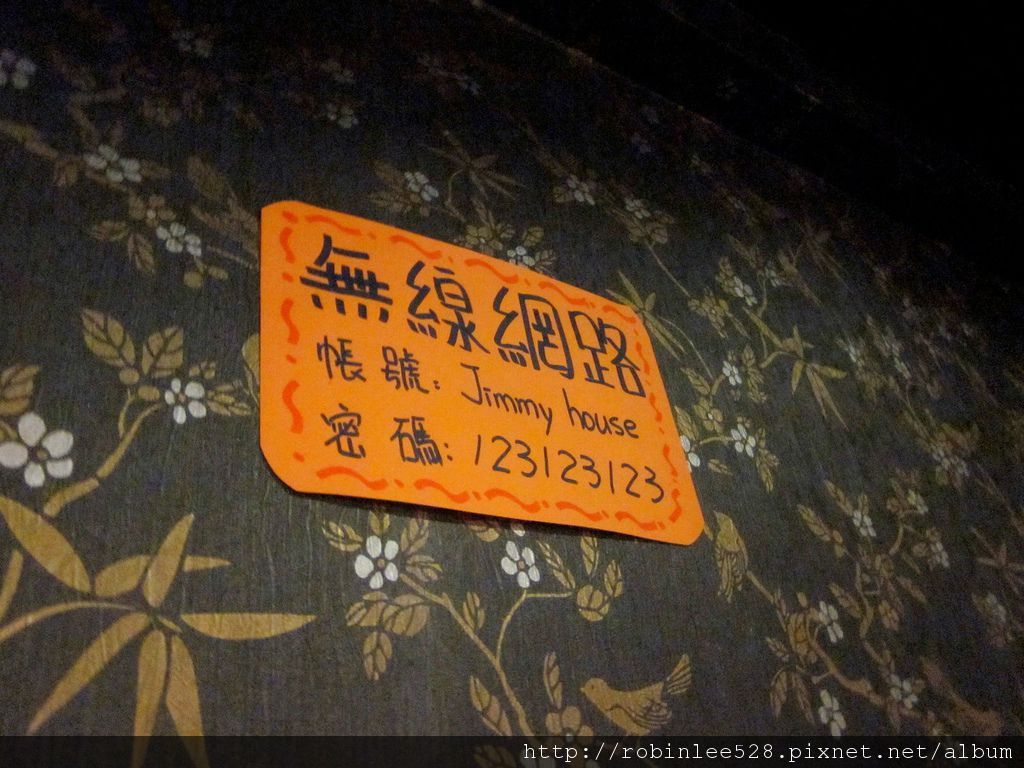 無線網路
帳號: Jimmy house
密碼: 123123123
http://robinlee528.pixnet.net/album